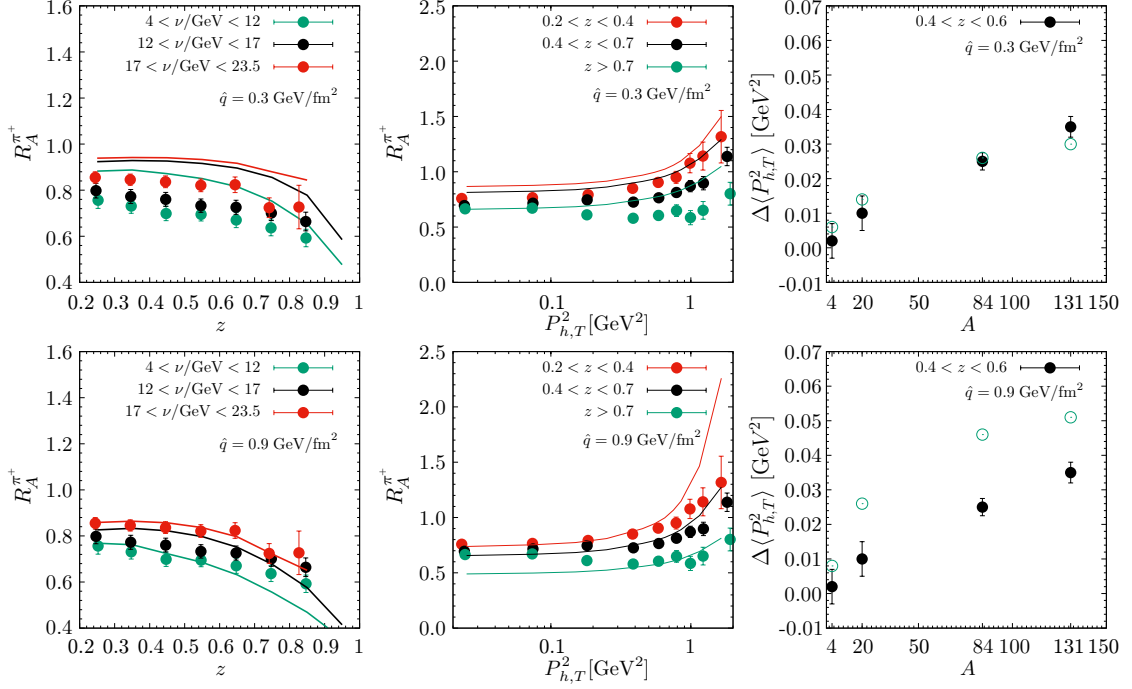 1.6
1.4
1.2
1.0
0.8
0.6
0.4
0.2 0.3 0.4 0.5 0.6 0.7 0.8 0.9 1
R_A^{π^+}
z
4 < ν/GeV < 12
12 < ν/GeV < 17
17 < ν/GeV < 23.5
q̂ = 0.3 GeV/fm²
2.5
2.0
1.5
1.0
0.5
0.0
0.1 1
R_A^{π^+}
P_{h,T}^2[GeV²]
0.2 < z < 0.4
0.4 < z < 0.7
z > 0.7
q̂ = 0.3 GeV/fm²
0.07
0.06
0.05
0.04
0.03
0.02
0.01
0.00
-0.01
4 20 50 84 100 131 150
Δ⟨P_{h,T}^2⟩ [GeV²]
A
0.4 < z < 0.6
q̂ = 0.3 GeV/fm²
1.6
1.4
1.2
1.0
0.8
0.6
0.4
0.2 0.3 0.4 0.5 0.6 0.7 0.8 0.9 1
R_A^{π^+}
z
4 < ν/GeV < 12
12 < ν/GeV < 17
17 < ν/GeV < 23.5
q̂ = 0.9 GeV/fm²
2.5
2.0
1.5
1.0
0.5
0.0
0.1 1
R_A^{π^+}
P_{h,T}^2[GeV²]
0.2 < z < 0.4
0.4 < z < 0.7
z > 0.7
q̂ = 0.9 GeV/fm²
0.07
0.06
0.05
0.04
0.03
0.02
0.01
0.00
-0.01
4 20 50 84 100 131 150
Δ⟨P_{h,T}^2⟩ [GeV²]
A
0.4 < z < 0.6
q̂ = 0.9 GeV/fm²